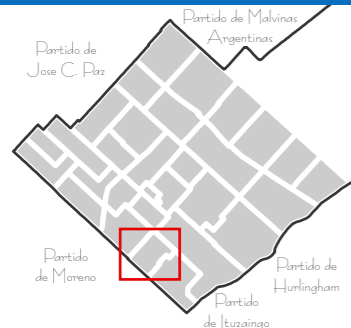 Partido de Malvinas
Argentinas
Partido de
Jose C. Paz
Partido
de Moreno
Partido de
Hurlingham
Partido
de Ituzaingo